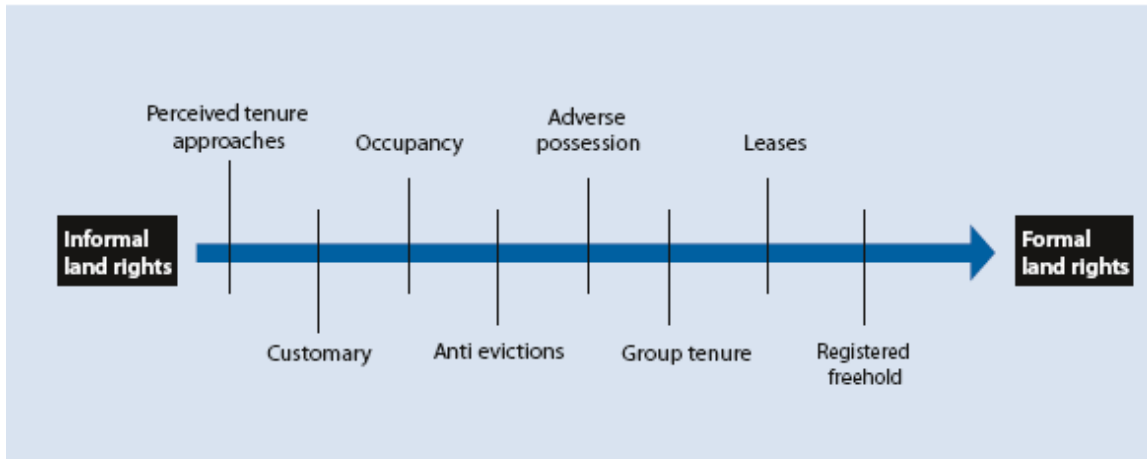 Perceived tenure
approaches
Occupancy
Adverse
possession
Leases
Informal
land rights
Formal
land rights
Customary
Anti evictions
Group tenure
Registered
freehold